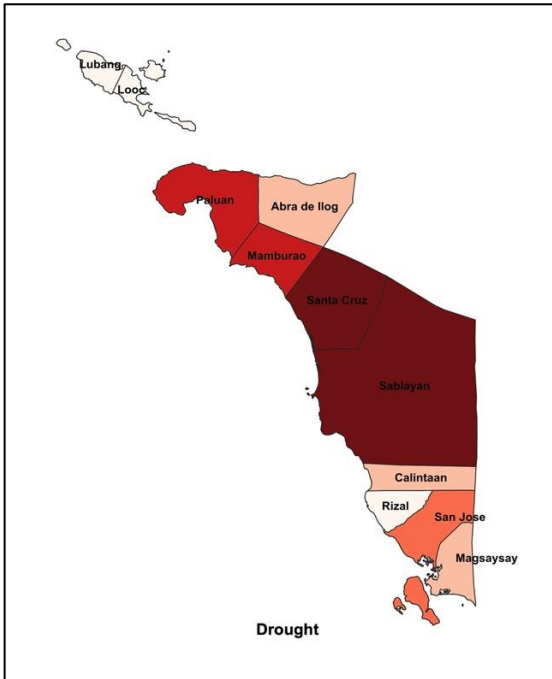 Lubang
Looc
Paluan
Abra de Ilog
Mamburao
Santa Cruz
Sablayan
Calintaan
Rizal
San Jose
Magsaysay
Drought